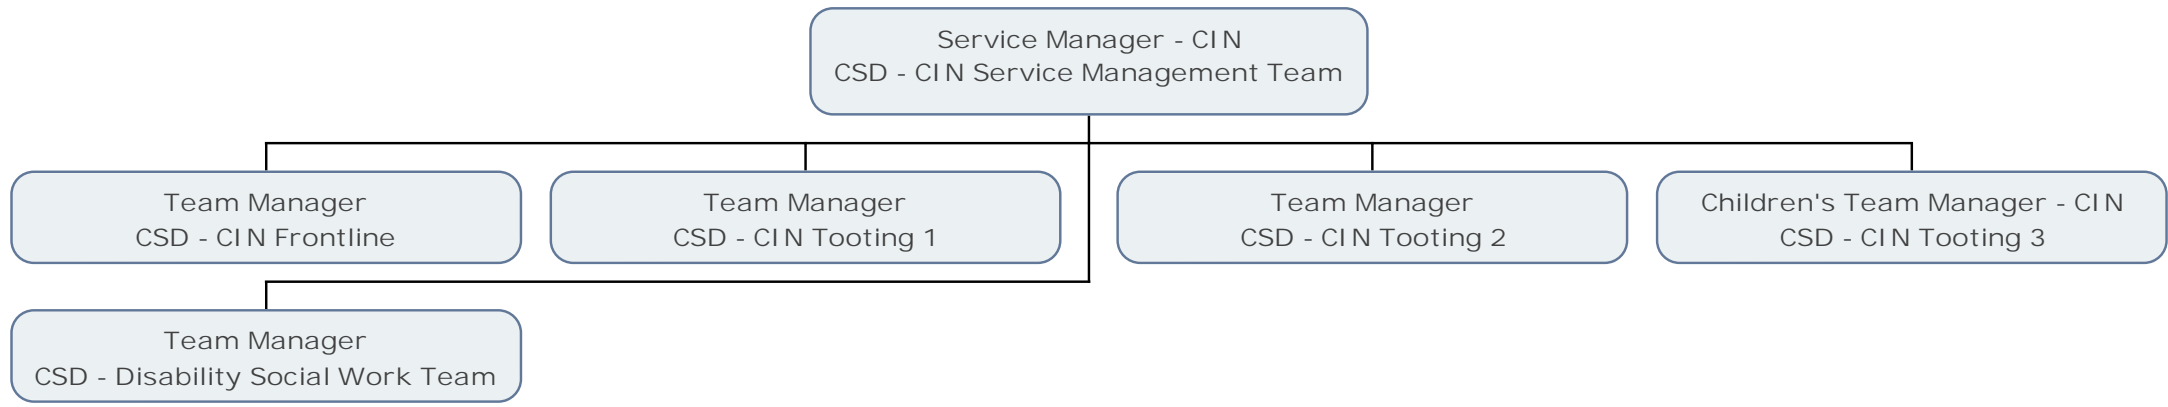 Service Manager - CIN
CSD - CIN Service Management Team
Team Manager
CSD - CIN Frontline
Team Manager
CSD - CIN Tooting 1
Team Manager
CSD - CIN Tooting 2
Children's Team Manager - CIN
CSD - CIN Tooting 3
Team Manager
CSD - Disability Social Work Team